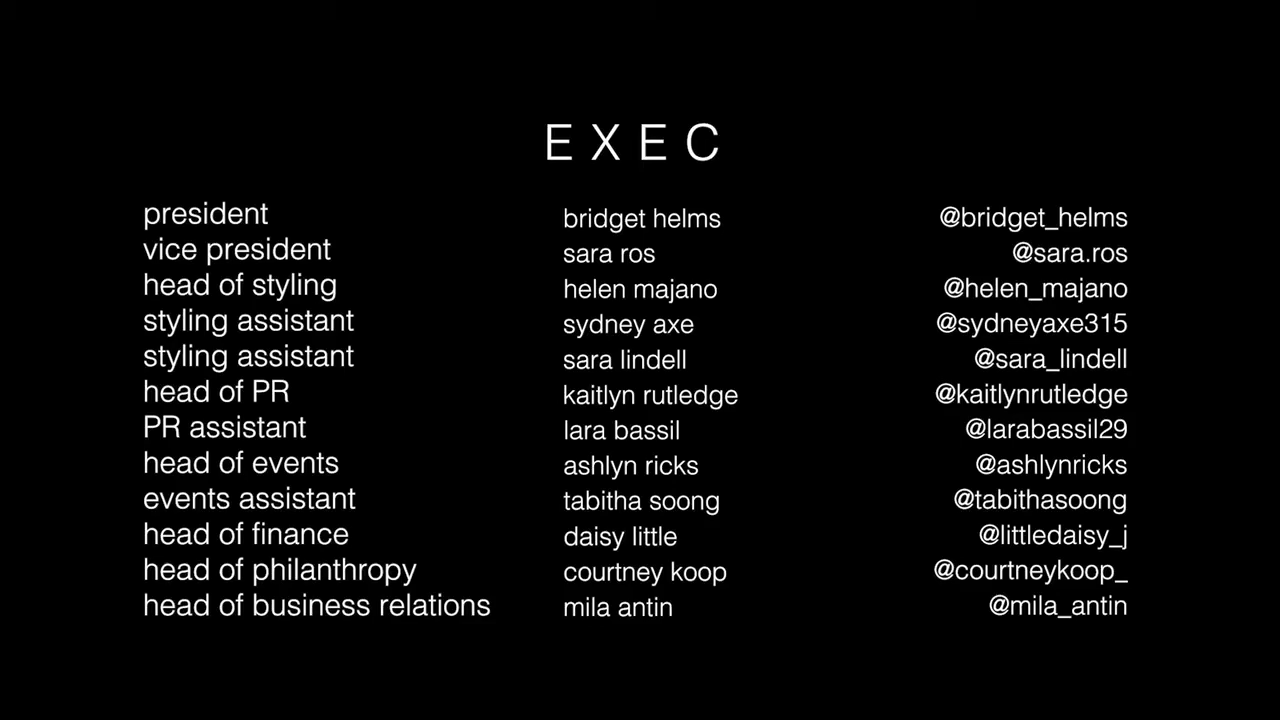 E X E C
president bridget helms @bridget_helms
vice president sara ros @sara.ros
head of styling helen majano @helen_majano
styling assistant sydney axe @sydneyaxe315
styling assistant sara lindell @sara_lindell
head of PR kaitlyn rutledge @kaitlynrutledge
PR assistant lara bassil @larabassil29
head of events ashlyn ricks @ashlynricks
events assistant tabitha soong @tabithasoong
head of finance daisy little @littledaisy_j
head of philanthropy courtney koop @courtneykoop_
head of business relations mila antin @mila_antin